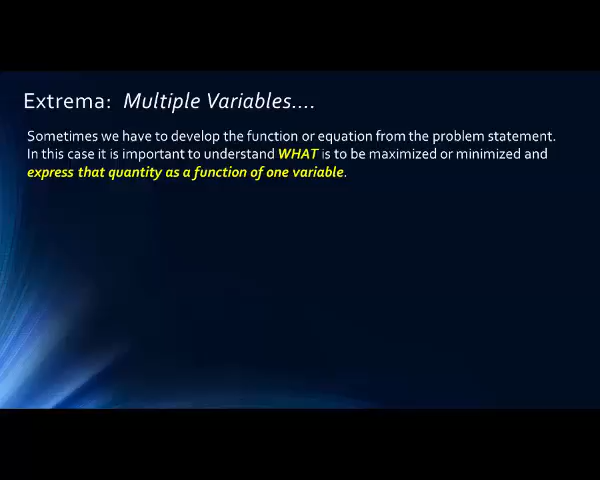 Extrema: Multiple Variables....
Sometimes we have to develop the function or equation from the problem statement.
In this case it is important to understand WHAT is to be maximized or minimized and
express that quantity as a function of one variable.